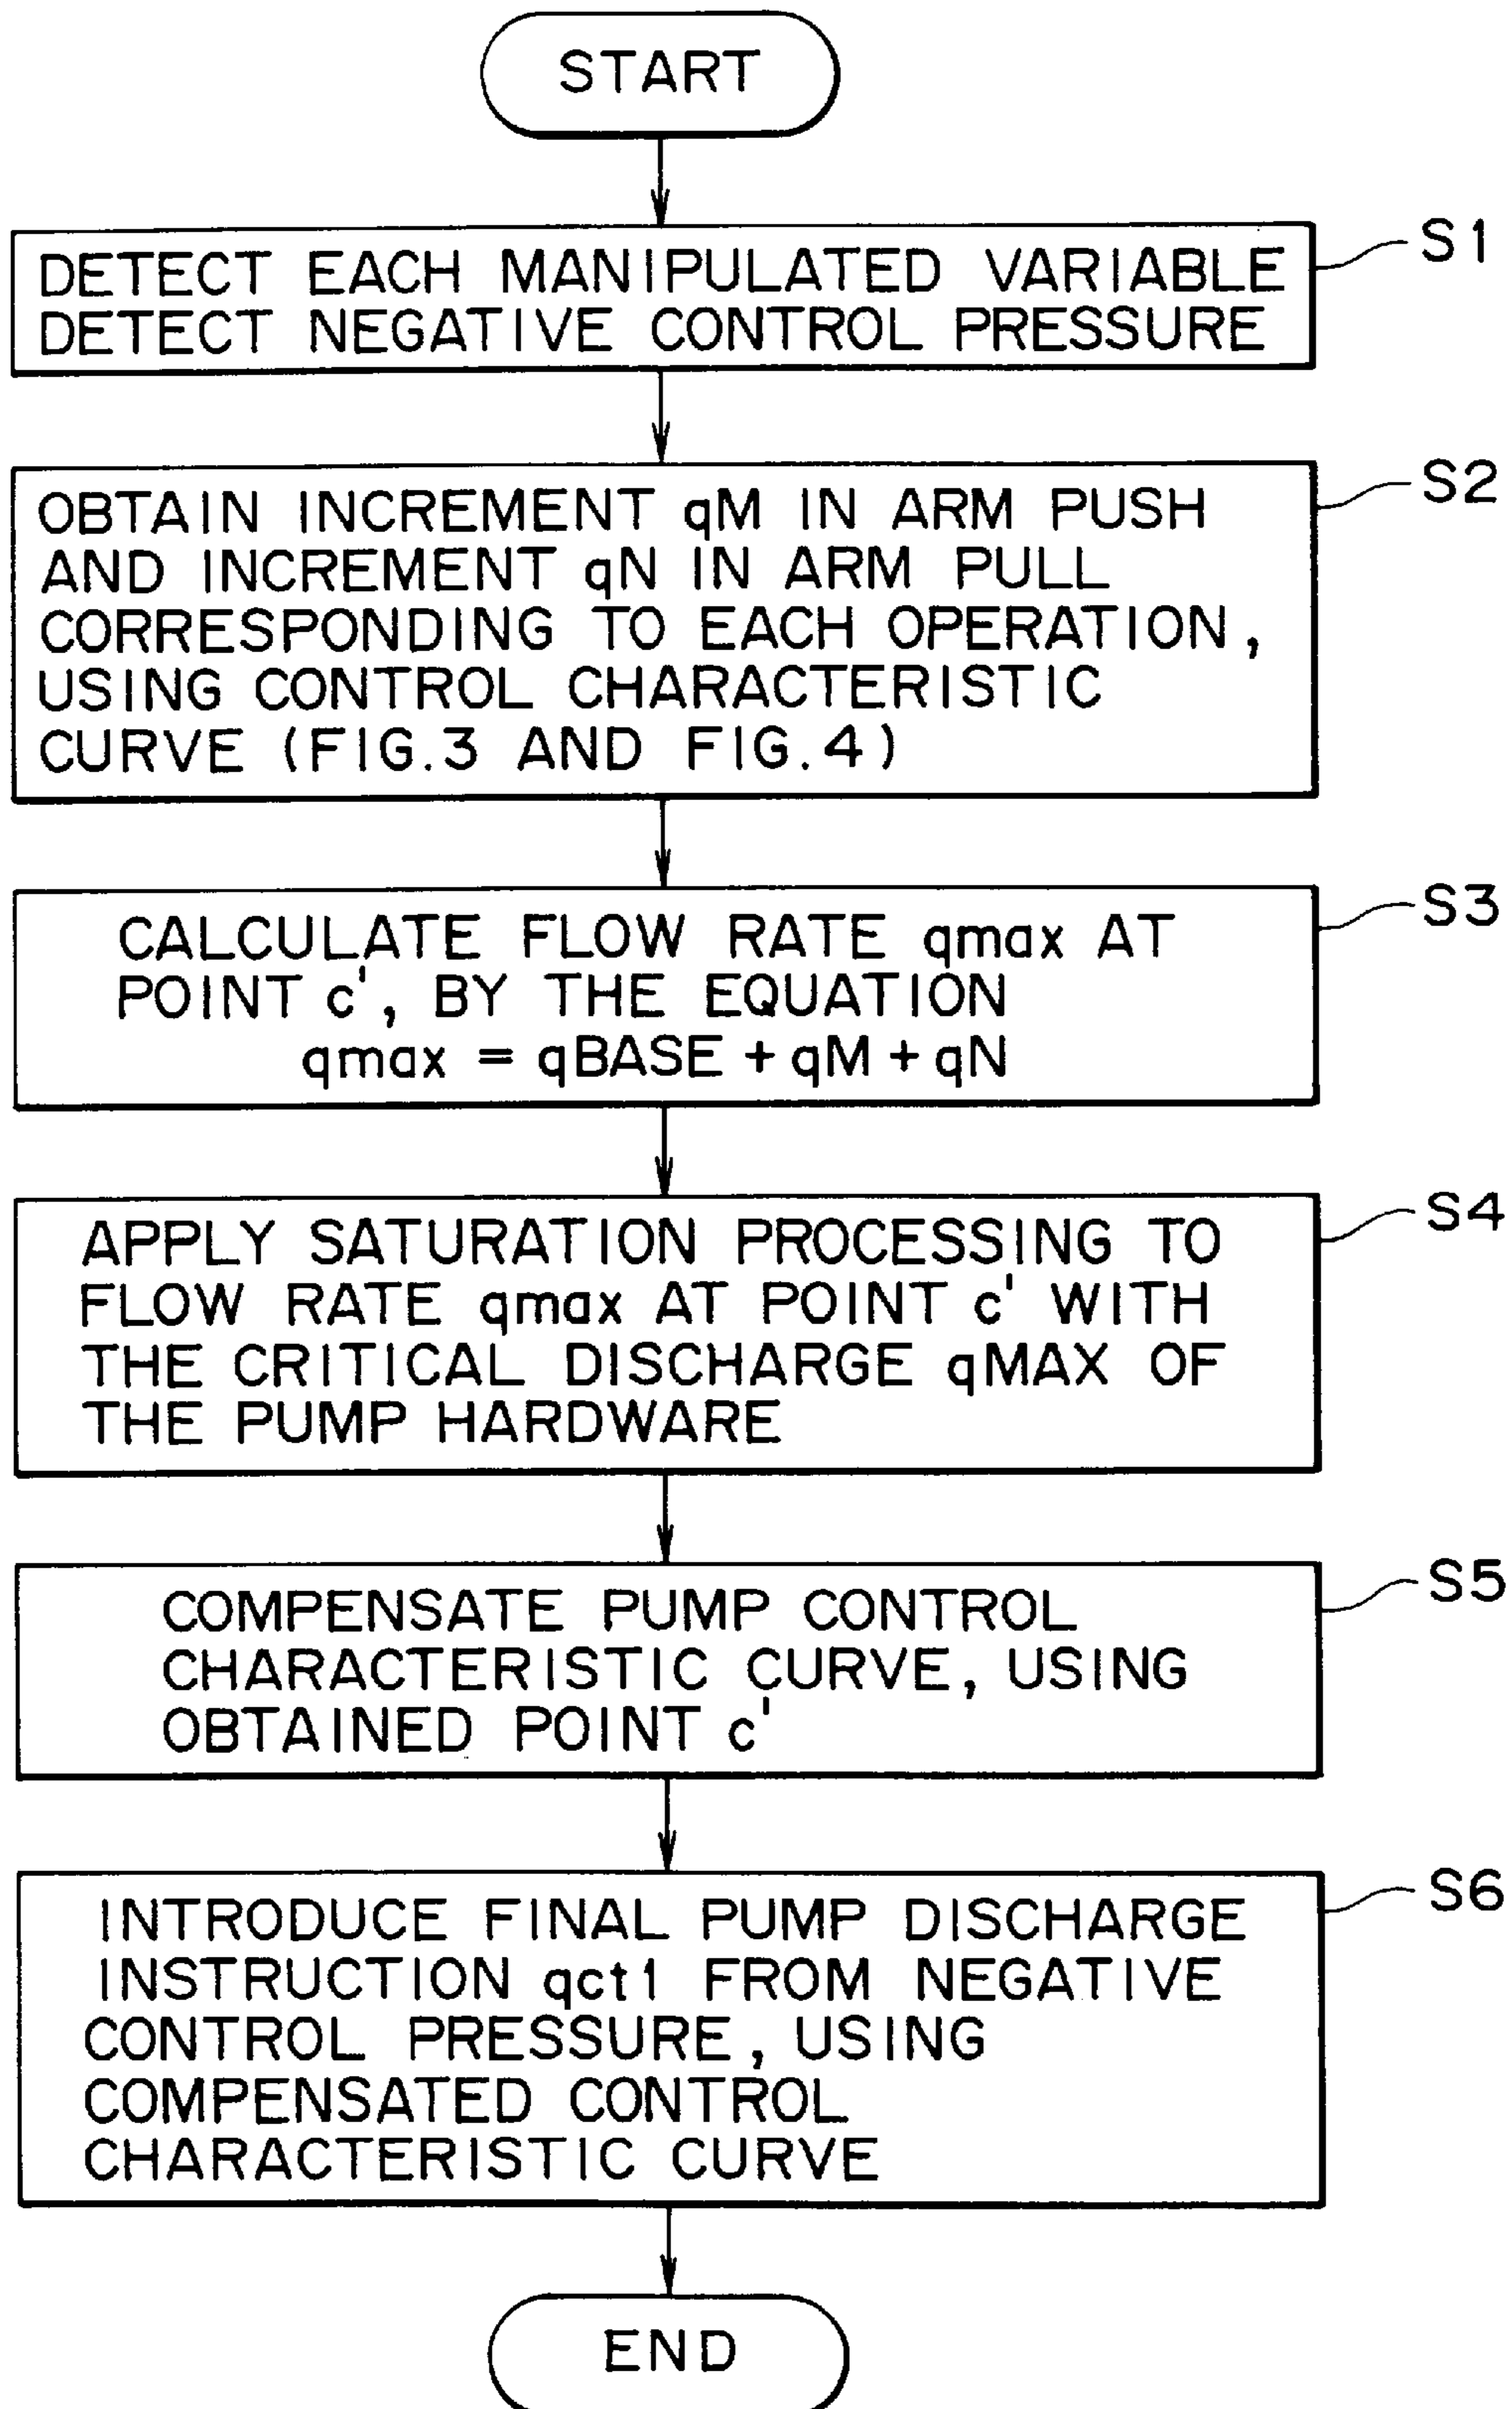 START
S1
DETECT EACH MANIPULATED VARIABLE
DETECT NEGATIVE CONTROL PRESSURE
S2
OBTAIN INCREMENT qM IN ARM PUSH
AND INCREMENT qN IN ARM PULL
CORRESPONDING TO EACH OPERATION,
USING CONTROL CHARACTERISTIC
CURVE (FIG.3 AND FIG.4)
S3
CALCULATE FLOW RATE qmax AT
POINT c', BY THE EQUATION
qmax = qBASE + qM + qN
S4
APPLY SATURATION PROCESSING TO
FLOW RATE qmax AT POINT c' WITH
THE CRITICAL DISCHARGE qMAX OF
THE PUMP HARDWARE
S5
COMPENSATE PUMP CONTROL
CHARACTERISTIC CURVE, USING
OBTAINED POINT c'
S6
INTRODUCE FINAL PUMP DISCHARGE
INSTRUCTION qct1 FROM NEGATIVE
CONTROL PRESSURE, USING
COMPENSATED CONTROL
CHARACTERISTIC CURVE
END